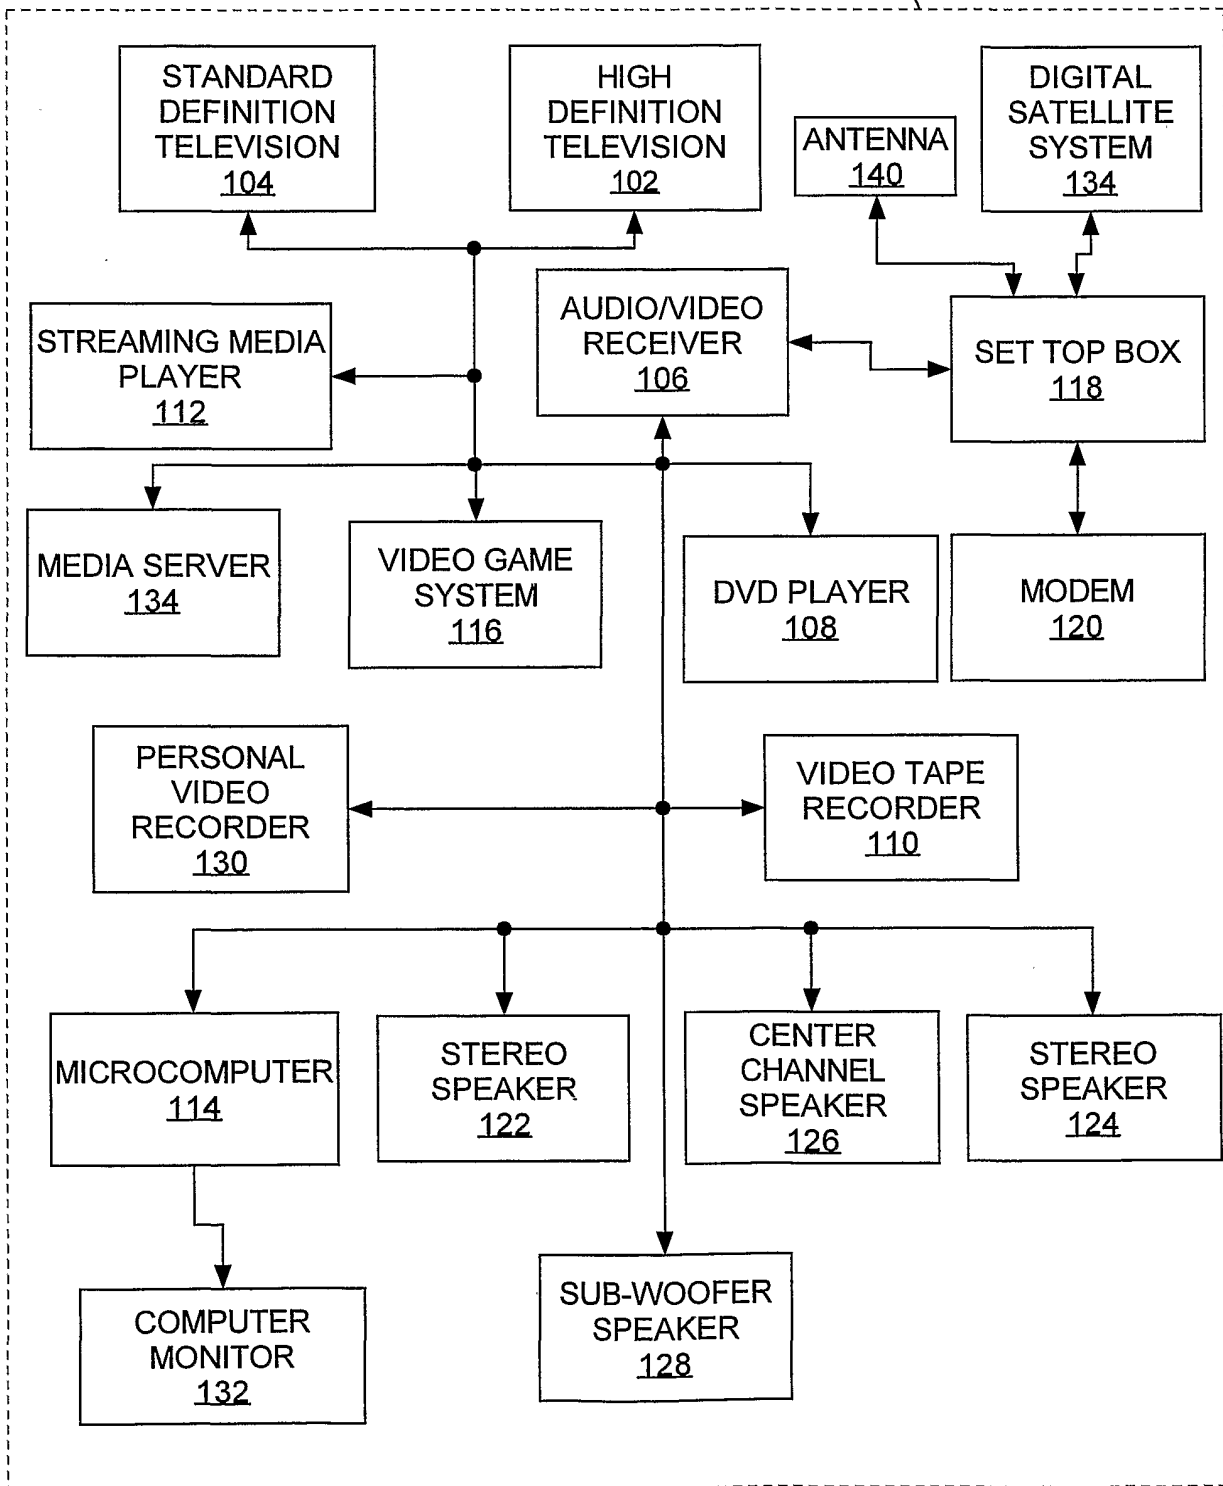 STANDARD
DEFINITION
TELEVISION
104
HIGH
DEFINITION
TELEVISION
102
ANTENNA
140
DIGITAL
SATELLITE
SYSTEM
134
STREAMING MEDIA
PLAYER
112
AUDIO/VIDEO
RECEIVER
106
SET TOP BOX
118
MEDIA SERVER
134
VIDEO GAME
SYSTEM
116
DVD PLAYER
108
MODEM
120
PERSONAL
VIDEO
RECORDER
130
VIDEO TAPE
RECORDER
110
MICROCOMPUTER
114
STEREO
SPEAKER
122
CENTER
CHANNEL
SPEAKER
126
STEREO
SPEAKER
124
COMPUTER
MONITOR
132
SUB-WOOFER
SPEAKER
128